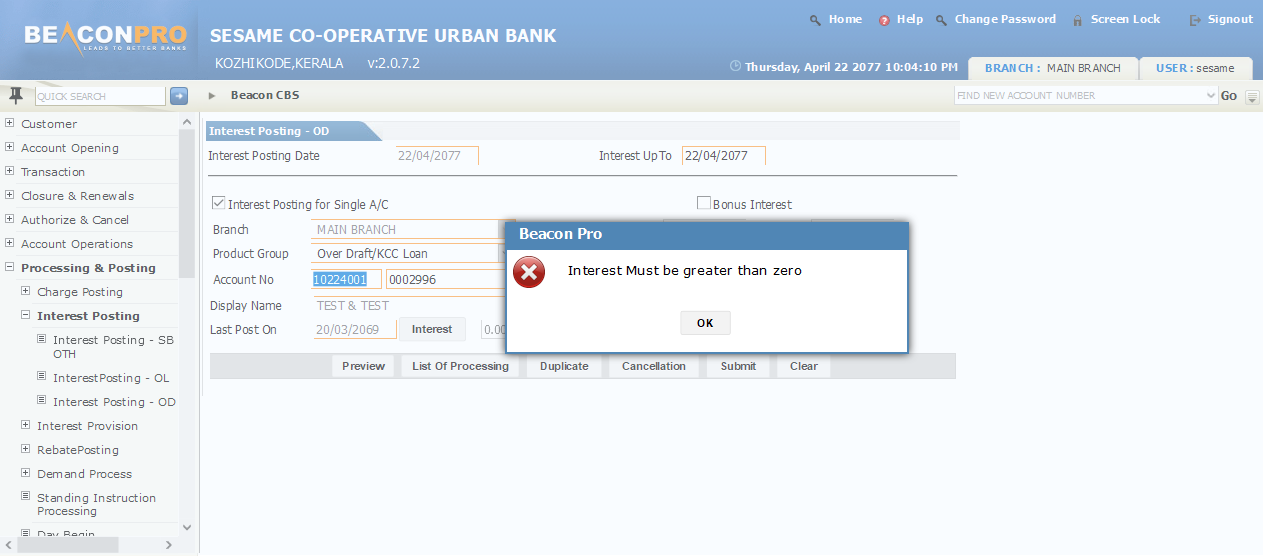 Home Help Change Password Screen Lock Signout
BEACONPRO
LEADS TO BETTER BANKS
SESAME CO-OPERATIVE URBAN BANK
KOZHIKODE,KERALA v:2.0.7.2
Thursday, April 22 2077 10:04:10 PM BRANCH : MAIN BRANCH USER : sesame
QUICK SEARCH Beacon CBS FIND NEW ACCOUNT NUMBER Go
Customer
Account Opening
Transaction
Closure & Renewals
Authorize & Cancel
Account Operations
Processing & Posting
Charge Posting
Interest Posting
Interest Posting - SB
OTH
InterestPosting - OL
Interest Posting - OD
Interest Provision
RebatePosting
Demand Process
Standing Instruction
Processing
Day Begin
Interest Posting - OD
Interest Posting Date 22/04/2077 Interest UpTo 22/04/2077
Interest Posting for Single A/C Bonus Interest
Branch MAIN BRANCH
Product Group Over Draft/KCC Loan
Account No 10224001 0002996
Display Name TEST & TEST
Last Post On 20/03/2069 Interest 0.00
Preview List Of Processing Duplicate Cancellation Submit Clear
Beacon Pro
Interest Must be greater than zero
OK